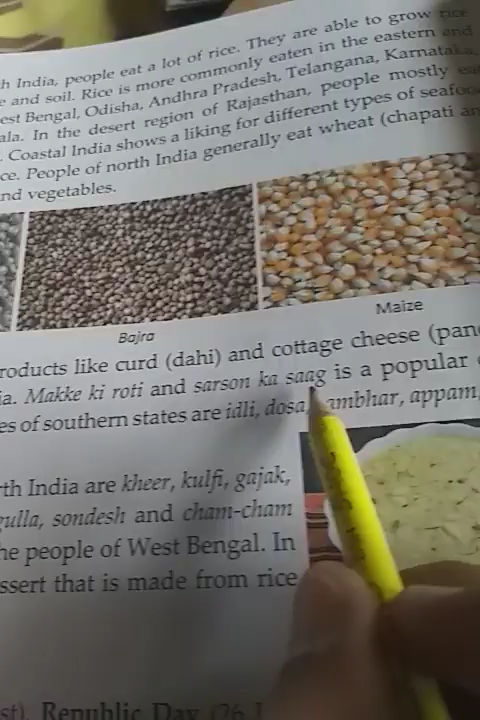 h India, people eat a lot of rice. They are able to grow rice
e and soil. Rice is more commonly eaten in the eastern and
est Bengal, Odisha, Andhra Pradesh, Telangana, Karnataka,
ala. In the desert region of Rajasthan, people mostly eat
. Coastal India shows a liking for different types of seafoo
ce. People of north India generally eat wheat (chapati an
nd vegetables.
Bajra
Maize
roducts like curd (dahi) and cottage cheese (pan
ia. Makke ki roti and sarson ka saag is a popular
es of southern states are idli, dosa, ambhar, appam,
rth India are kheer, kulfi, gajak,
gulla, sondesh and cham-cham
he people of West Bengal. In
ssert that is made from rice
st), Republic Day (26 J